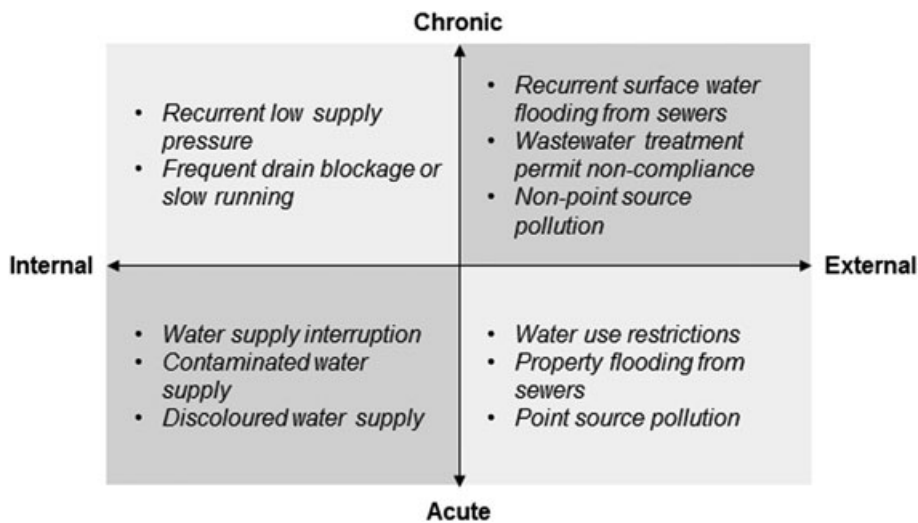 Chronic
• Recurrent low supply
pressure
• Frequent drain blockage or
slow running
• Recurrent surface water
flooding from sewers
• Wastewater treatment
permit non-compliance
• Non-point source
pollution
Internal
External
• Water supply interruption
• Contaminated water
supply
• Discoloured water supply
• Water use restrictions
• Property flooding from
sewers
• Point source pollution
Acute